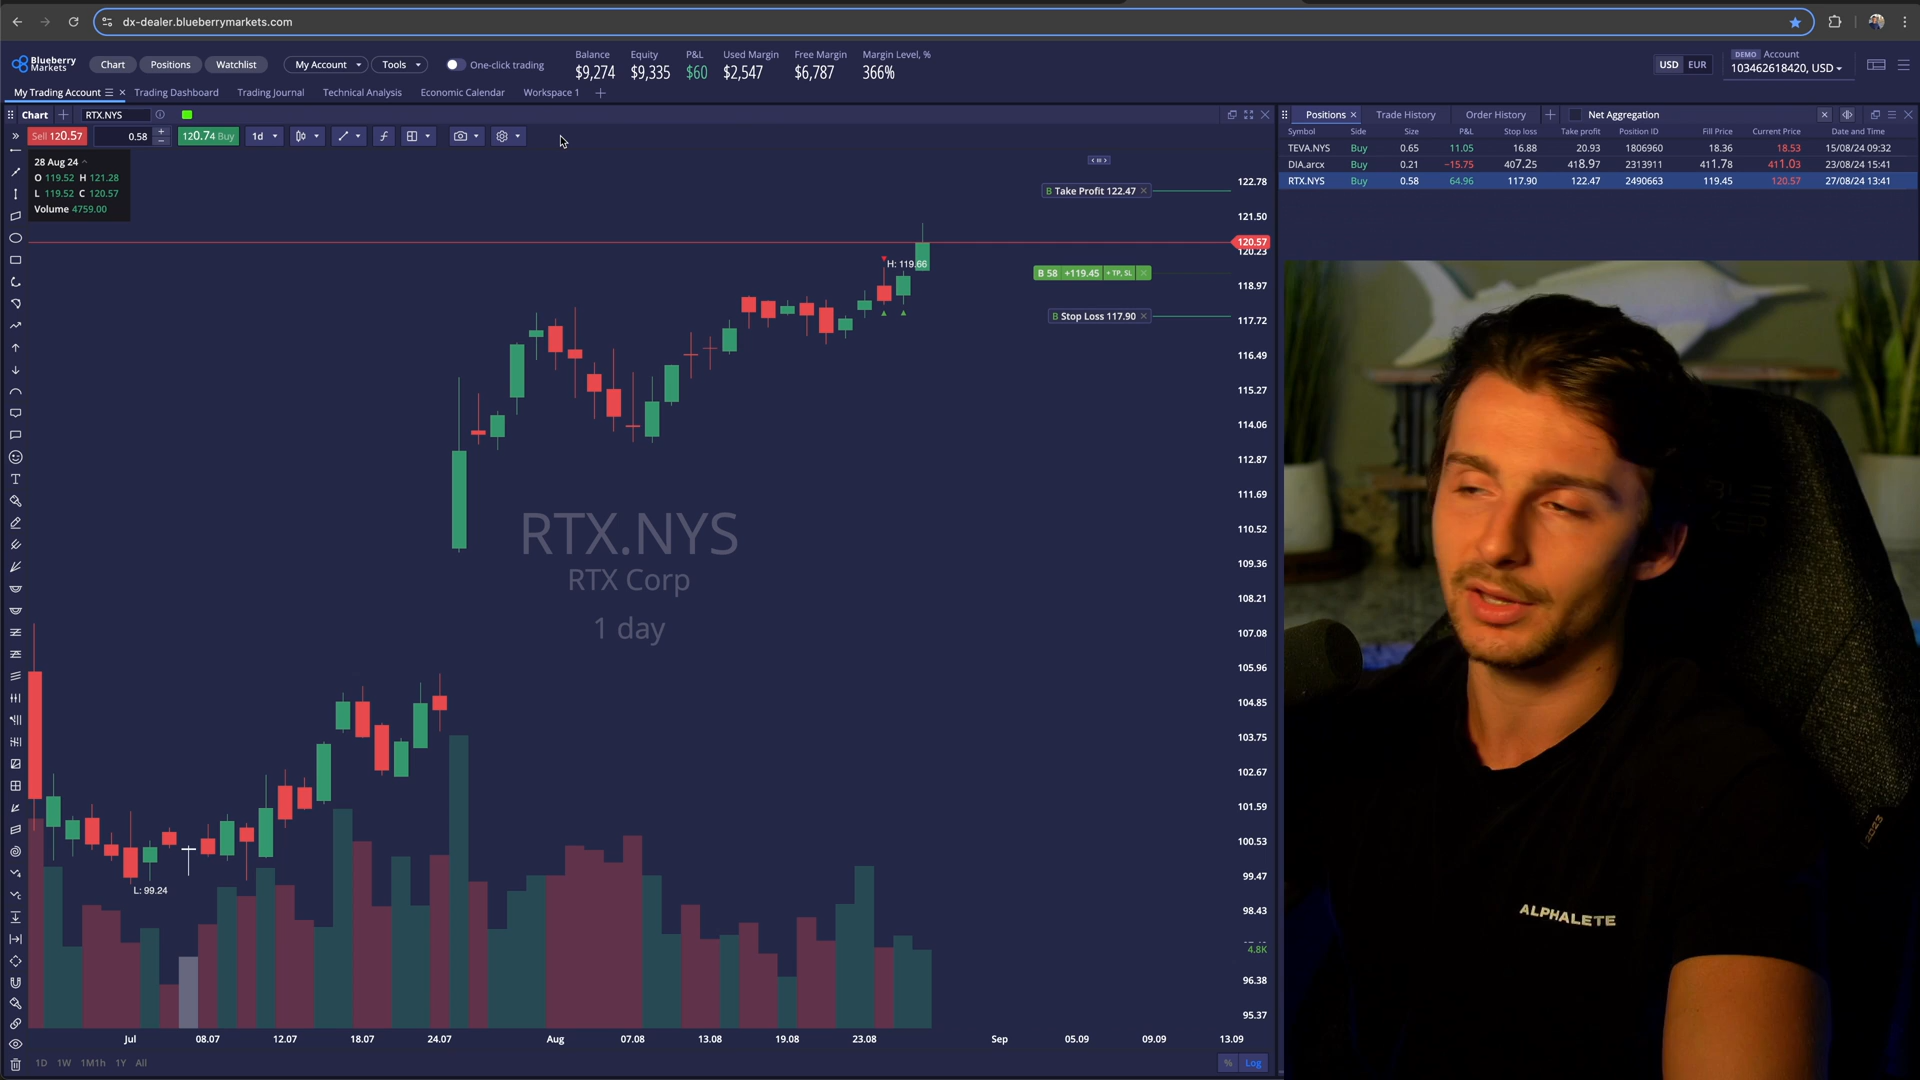 dx-dealer.blueberrymarkets.com
Blueberry Markets
Chart
Positions
Watchlist
My Account
Tools
One-click trading
Balance
$9,274
Equity
$9,335
P&L
$60
Used Margin
$2,547
Free Margin
$6,787
Margin Level, %
366%
USD
EUR
DEMO Account
103462618420, USD
My Trading Account
Trading Dashboard
Trading Journal
Technical Analysis
Economic Calendar
Workspace 1
Chart
RTX.NYS
Sell 120.57
0.58
120.74 Buy
1d
28 Aug 24
O 119.52 H 121.28
L 119.52 C 120.57
Volume 4759.00
B Take Profit 122.47
H: 119.66
B 58 +119.45 + TP, SL
B Stop Loss 117.90
RTX.NYS
RTX Corp
1 day
L: 99.24
122.78
121.50
120.57
120.23
118.97
117.72
116.49
115.27
114.06
112.87
111.69
110.52
109.36
108.21
107.08
105.96
104.85
103.75
102.67
101.59
100.53
99.47
98.43
4.8K
96.38
95.37
Jul 08.07 12.07 18.07 24.07 Aug 07.08 13.08 19.08 23.08 Sep 05.09 09.09 13.09
1D 1W 1M1h 1Y All
% Log
Positions
Trade History
Order History
Net Aggregation
Symbol Side Size P&L Stop loss Take profit Position ID Fill Price Current Price Date and Time
TEVA.NYS Buy 0.65 11.05 16.88 20.93 1806960 18.36 18.53 15/08/24 09:32
DIA.arcx Buy 0.21 −15.75 407.25 418.97 2313911 411.78 411.03 23/08/24 15:41
RTX.NYS Buy 0.58 64.96 117.90 122.47 2490663 119.45 120.57 27/08/24 13:41
ALPHALETE
2023